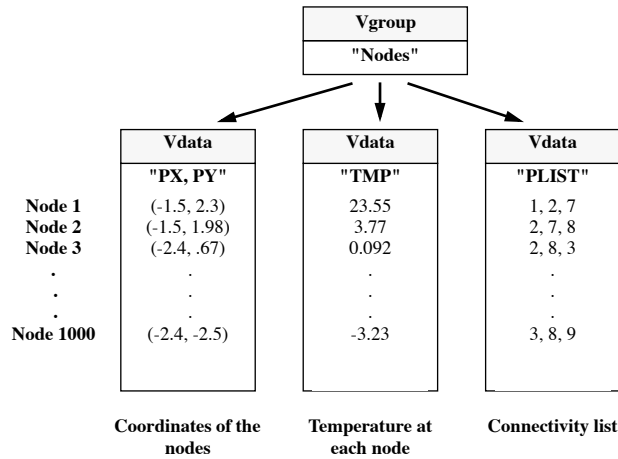 Vgroup
"Nodes"
Vdata Vdata Vdata
"PX, PY" "TMP" "PLIST"
Node 1 (-1.5, 2.3) 23.55 1, 2, 7
Node 2 (-1.5, 1.98) 3.77 2, 7, 8
Node 3 (-2.4, .67) 0.092 2, 8, 3
. . . .
. . . .
. . . .
Node 1000 (-2.4, -2.5) -3.23 3, 8, 9
Coordinates of the Temperature at Connectivity list
nodes each node